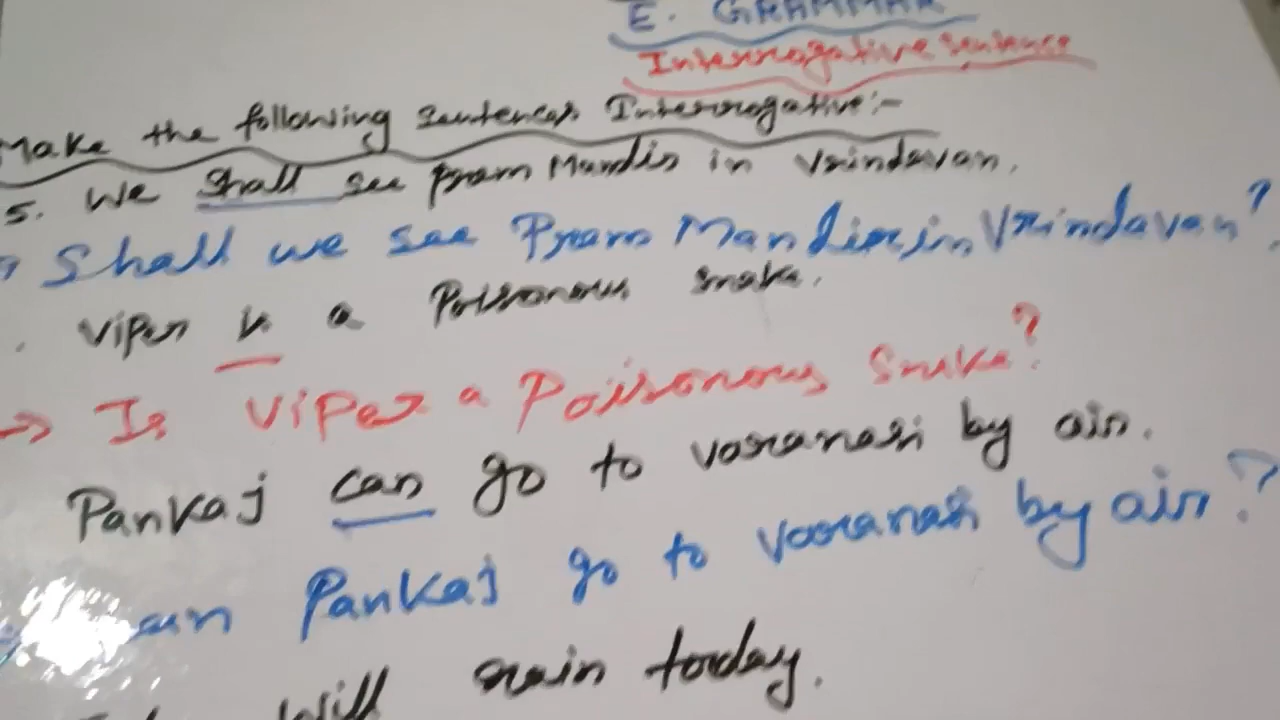 E. GRAMMAR
Interrogative sentence
Make the following sentences Interrogative:-
5. We shall see Prem Mandir in Vrindavan.
Shall we see Prem Mandir in Vrindavan?
Viper is a Poisonous snake.
→ Is Viper a Poisonous Snake?
Pankaj can go to varanasi by air.
Pankaj go to varanasi by air?
will rain today.